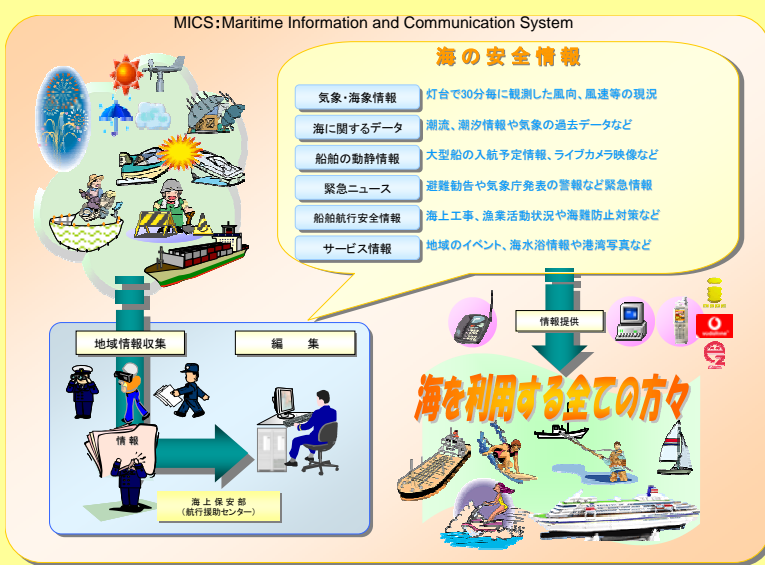 MICS:Maritime Information and Communication System
海の安全情報
気象・海象情報
灯台で30分毎に観測した風向、風速等の現況
海に関するデータ
潮流、潮汐情報や気象の過去データなど
船舶の動静情報
大型船の入航予定情報、ライブカメラ映像など
緊急ニュース
避難勧告や気象庁発表の警報など緊急情報
船舶航行安全情報
海上工事、漁業活動状況や海難防止対策など
サービス情報
地域のイベント、海水浴情報や港湾写真など
情報提供
vodafone
地域情報収集
編 集
情報
海上保安部
(航行援助センター)
海を利用する全ての方々